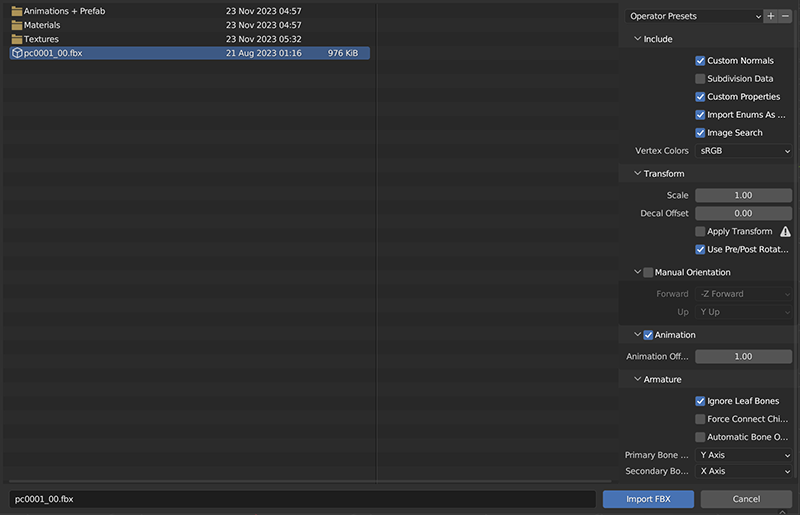 Animations + Prefab 23 Nov 2023 04:57
Materials 23 Nov 2023 04:57
Textures 23 Nov 2023 05:32
pc0001_00.fbx 21 Aug 2023 01:16 976 KiB
Operator Presets
Include
Custom Normals
Subdivision Data
Custom Properties
Import Enums As ...
Image Search
Vertex Colors sRGB
Transform
Scale 1.00
Decal Offset 0.00
Apply Transform
Use Pre/Post Rotat...
Manual Orientation
Forward -Z Forward
Up Y Up
Animation
Animation Off... 1.00
Armature
Ignore Leaf Bones
Force Connect Chi...
Automatic Bone O...
Primary Bone ... Y Axis
Secondary Bo... X Axis
pc0001_00.fbx Import FBX Cancel